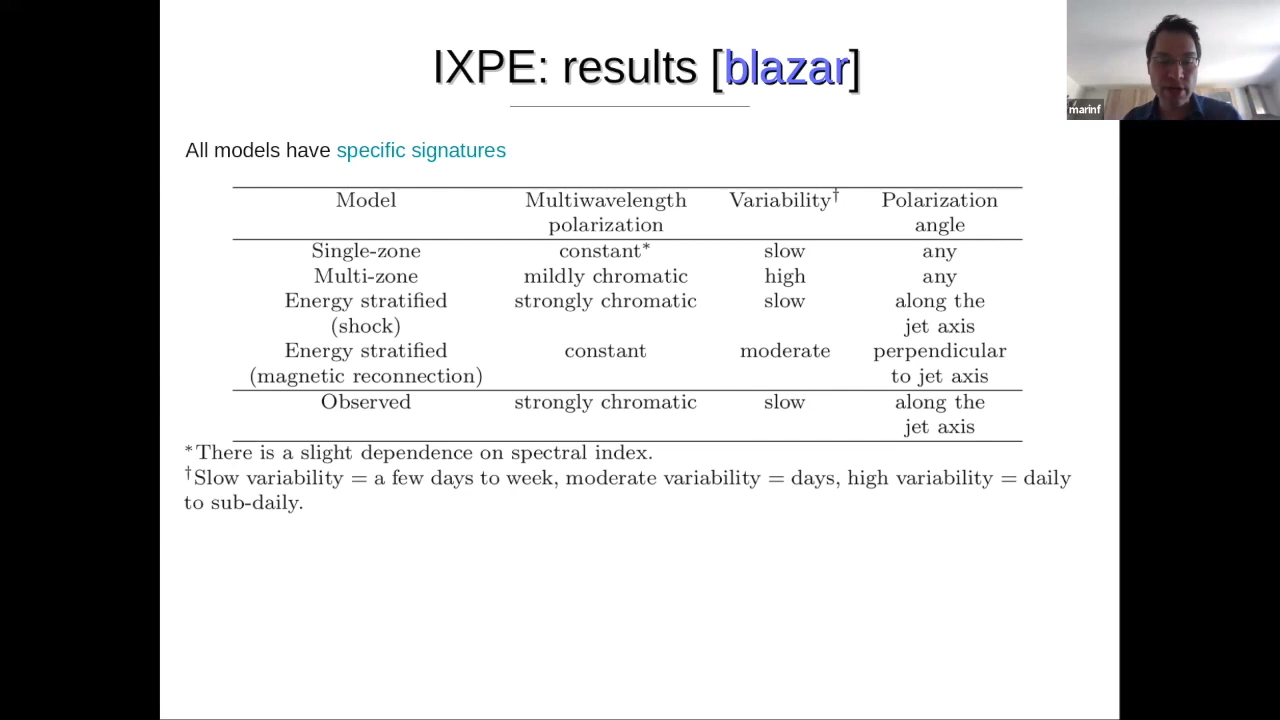 IXPE: results [blazar]
marinf
All models have specific signatures
Model Multiwavelength polarization Variability† Polarization angle
Single-zone constant* slow any
Multi-zone mildly chromatic high any
Energy stratified (shock) strongly chromatic slow along the jet axis
Energy stratified (magnetic reconnection) constant moderate perpendicular to jet axis
Observed strongly chromatic slow along the jet axis
*There is a slight dependence on spectral index.
†Slow variability = a few days to week, moderate variability = days, high variability = daily
to sub-daily.